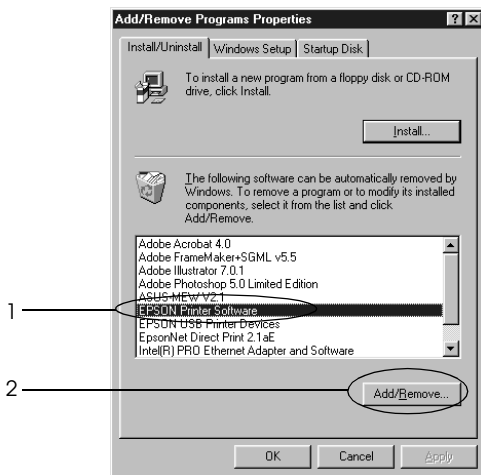 Add/Remove Programs Properties
Install/Uninstall
Windows Setup
Startup Disk
To install a new program from a floppy disk or CD-ROM
drive, click Install.
Install...
The following software can be automatically removed by
Windows. To remove a program or to modify its installed
components, select it from the list and click
Add/Remove.
Adobe Acrobat 4.0
Adobe FrameMaker+SGML v5.5
Adobe Illustrator 7.0.1
Adobe Photoshop 5.0 Limited Edition
ASUS-MEW V2.1
1
EPSON Printer Software
EPSON USB Printer Devices
EpsonNet Direct Print 2.1aE
Intel(R) PRO Ethernet Adapter and Software
2
Add/Remove...
OK
Cancel
Apply